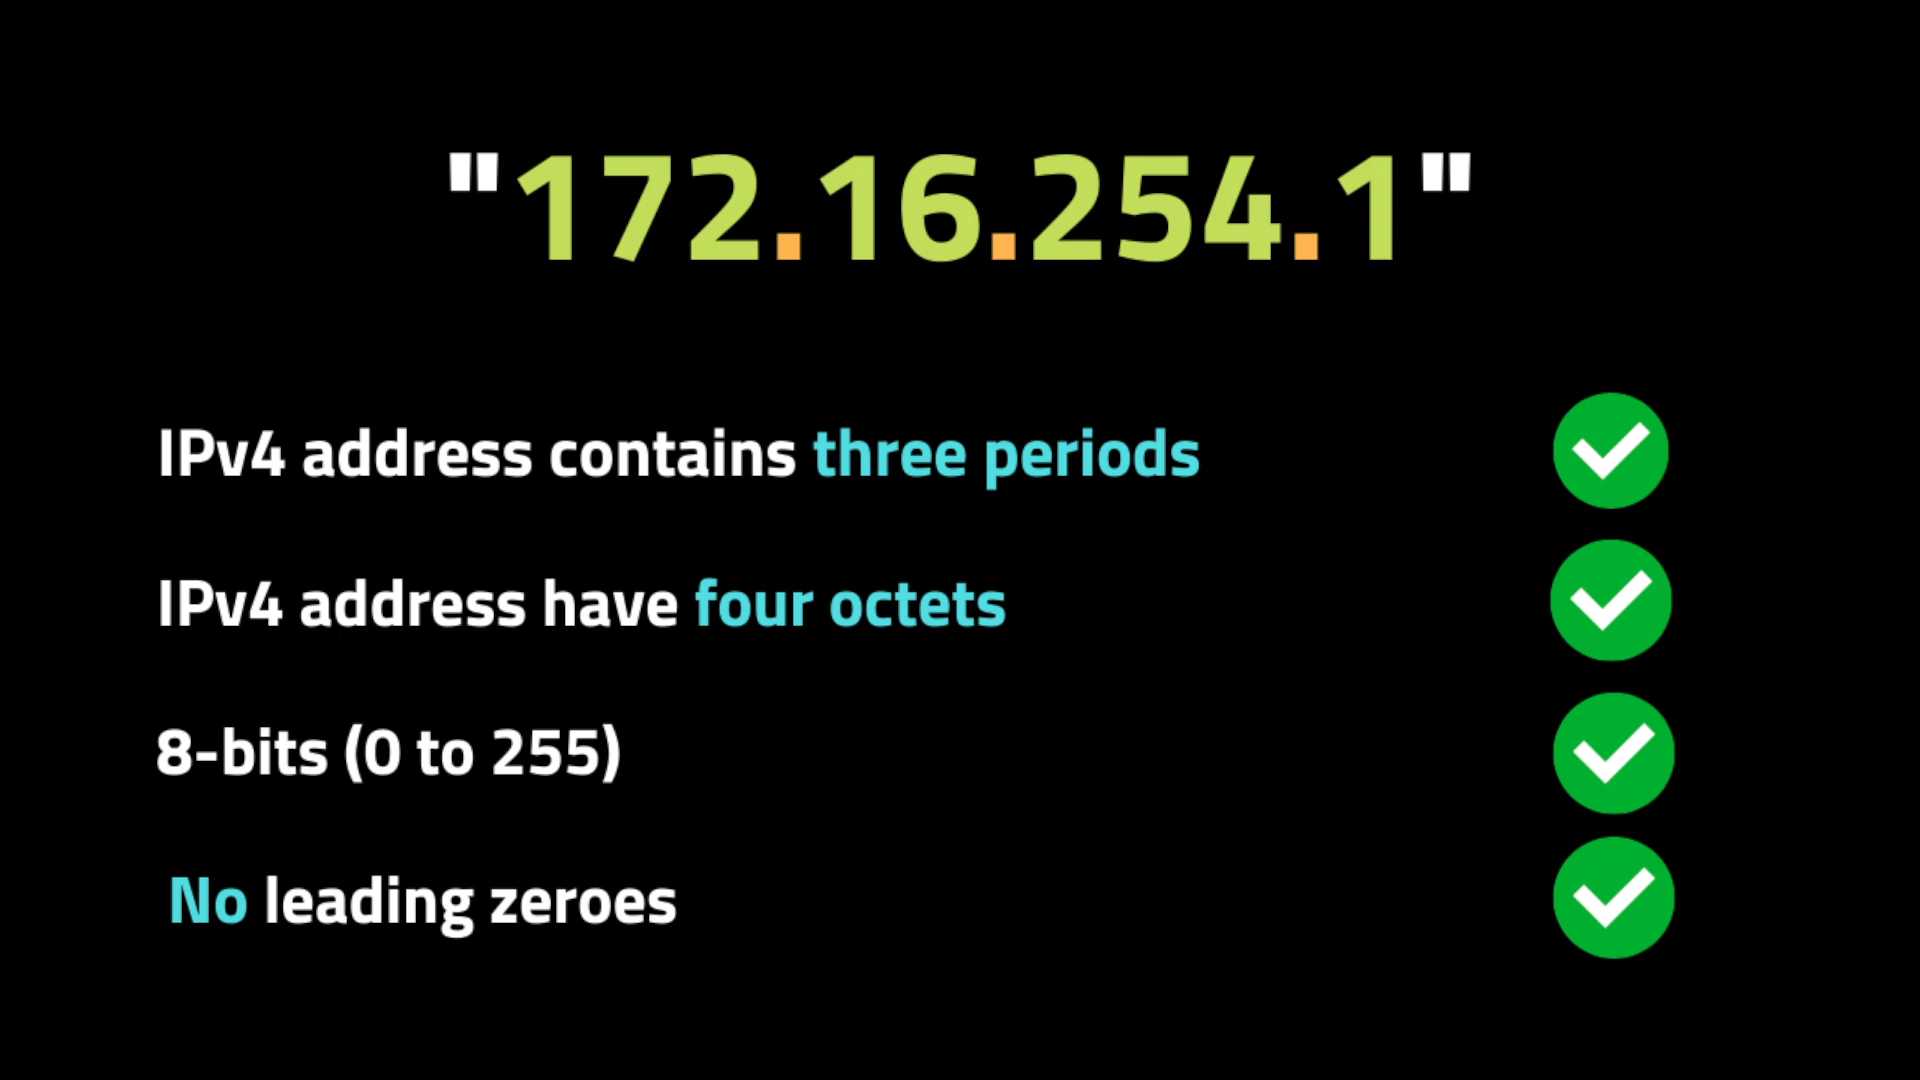 "172.16.254.1"
IPv4 address contains three periods
IPv4 address have four octets
8-bits (0 to 255)
No leading zeroes